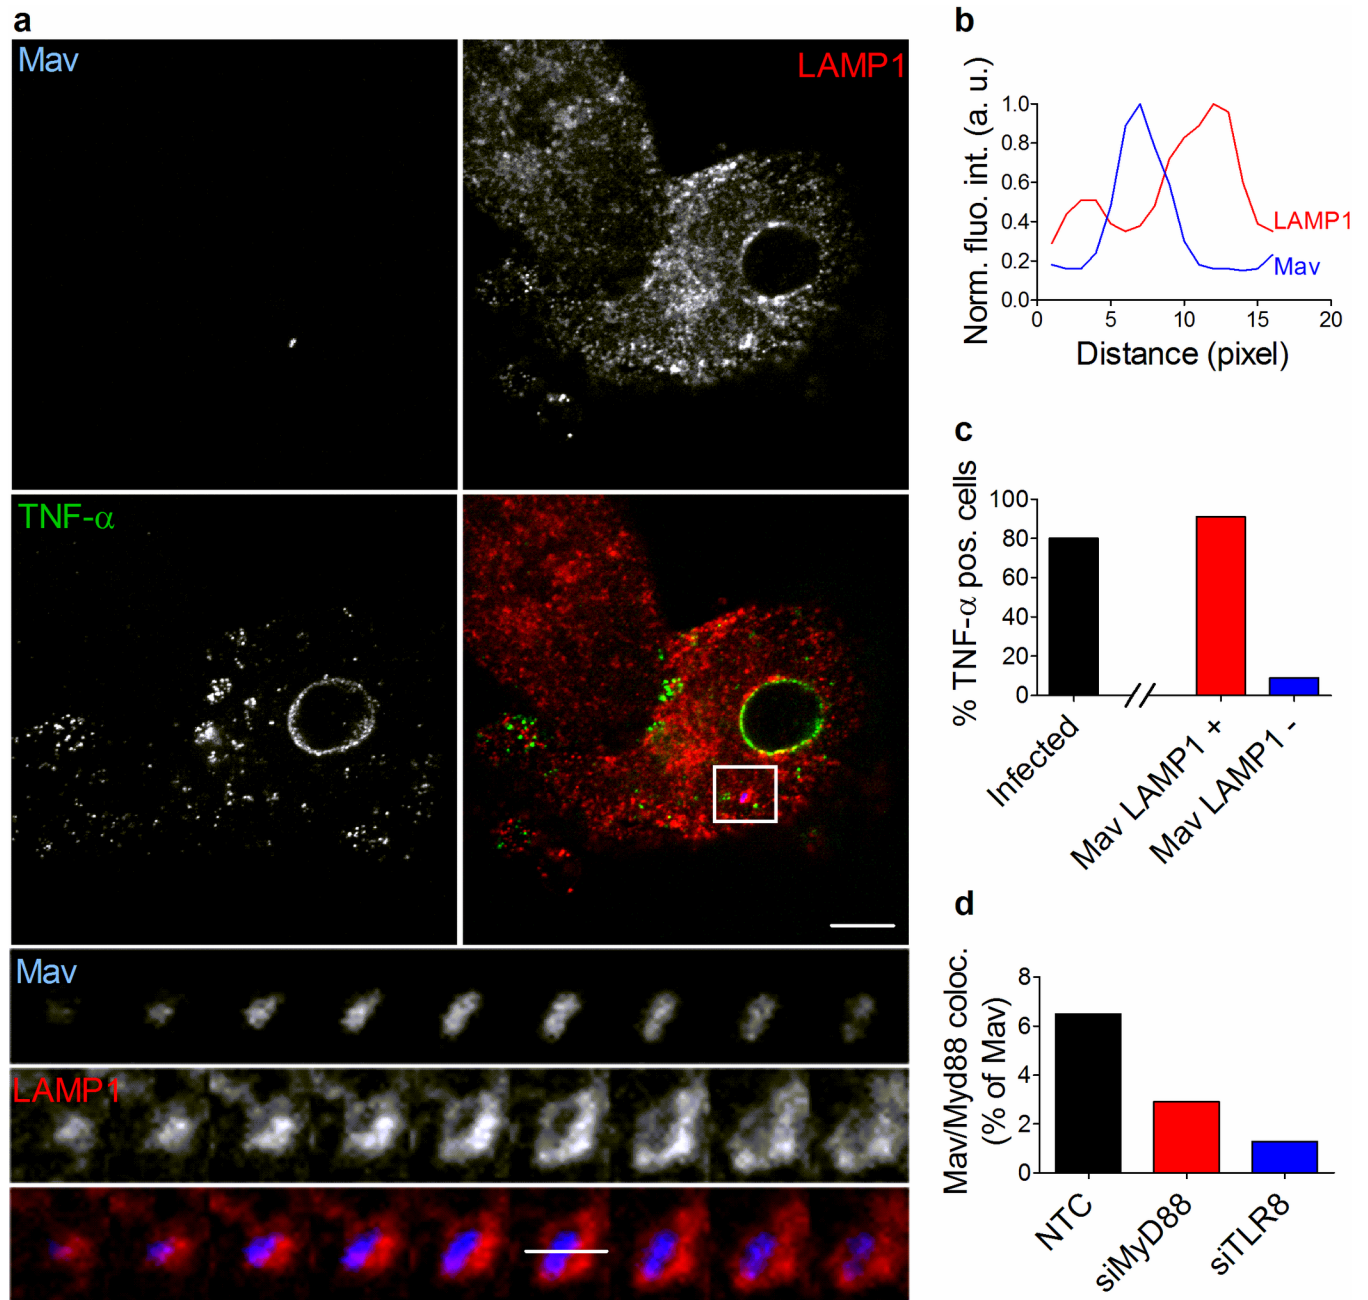 a
Mav
LAMP1
TNF-α
Mav
LAMP1
b
Norm. fluo. int. (a. u.)
1.0
0.8
0.6
0.4
0.2
0.0
LAMP1
Mav
0
5
10
15
20
Distance (pixel)
c
% TNF-α pos. cells
100
80
60
40
20
0
Infected
Mav LAMP1 +
Mav LAMP1 -
d
Mav/Myd88 coloc.
(% of Mav)
8
6
4
2
0
NTC
siMyD88
siTLR8